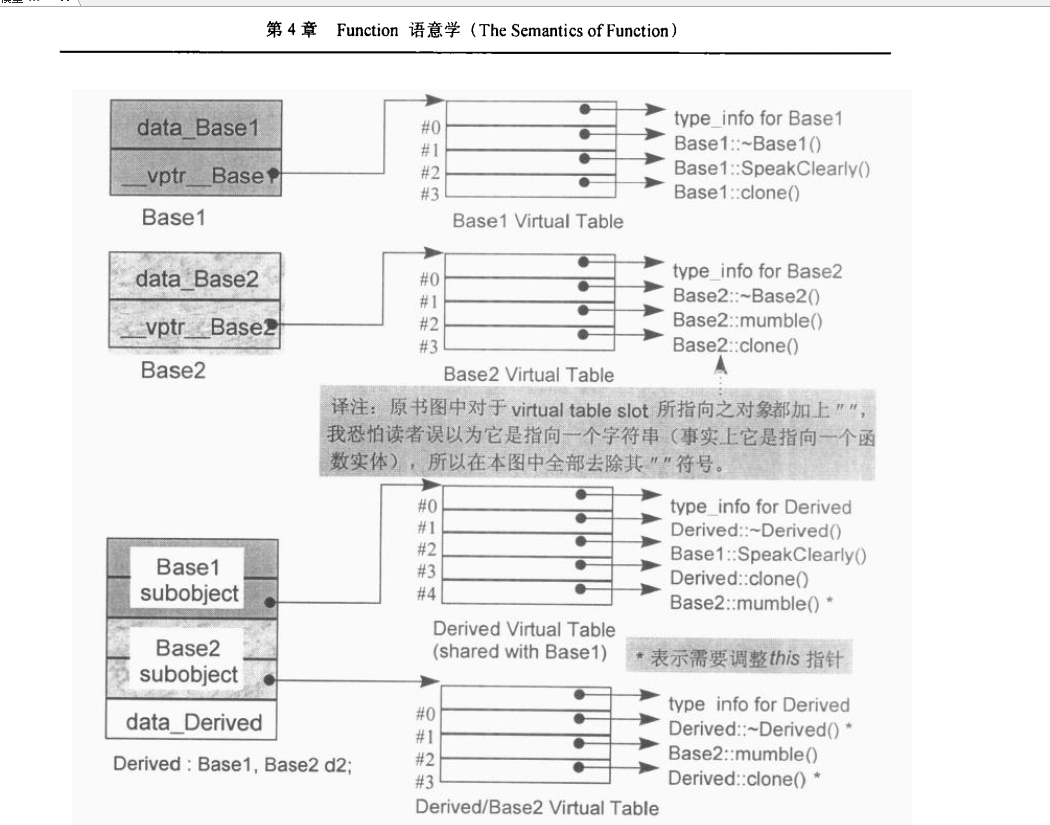 模型
第 4 章 Function 语意学（The Semantics of Function）
data_Base1
__vptr__Base1
Base1
#0
#1
#2
#3
type_info for Base1
Base1::~Base1()
Base1::SpeakClearly()
Base1::clone()
Base1 Virtual Table
data_Base2
__vptr__Base2
Base2
#0
#1
#2
#3
type_info for Base2
Base2::~Base2()
Base2::mumble()
Base2::clone()
Base2 Virtual Table
译注：原书图中对于 virtual table slot 所指向之对象都加上 ″ ″，
我恐怕读者误以为它是指向一个字符串（事实上它是指向一个函
数实体），所以在本图中全部去除其 ″ ″ 符号。
Base1
subobject
Base2
subobject
data_Derived
Derived : Base1, Base2 d2;
#0
#1
#2
#3
#4
type_info for Derived
Derived::~Derived()
Base1::SpeakClearly()
Derived::clone()
Base2::mumble() *
Derived Virtual Table
(shared with Base1)
* 表示需要调整this 指针
#0
#1
#2
#3
type info for Derived
Derived::~Derived() *
Base2::mumble()
Derived::clone() *
Derived/Base2 Virtual Table